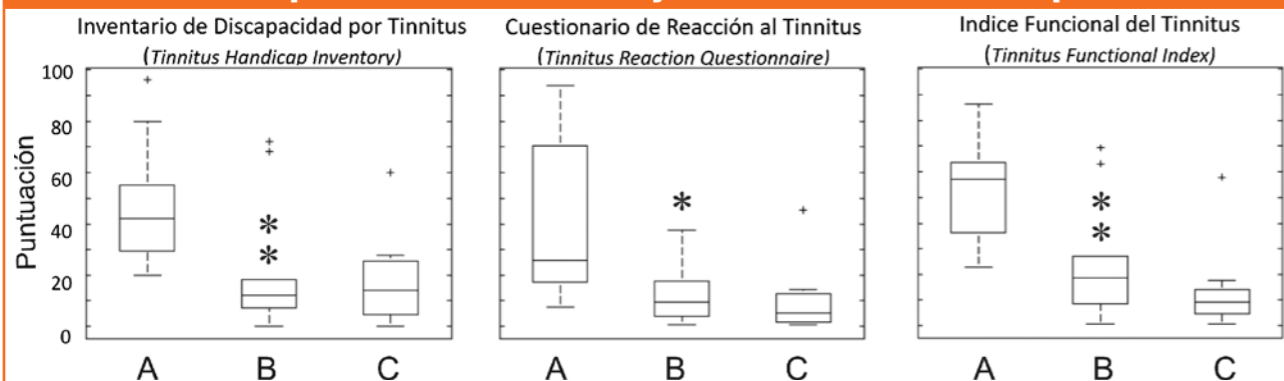 Inventario de Discapacidad por Tinnitus
(Tinnitus Handicap Inventory)
Cuestionario de Reacción al Tinnitus
(Tinnitus Reaction Questionnaire)
Indice Funcional del Tinnitus
(Tinnitus Functional Index)
Puntuación
100
80
60
40
20
0
A B C
A B C
A B C